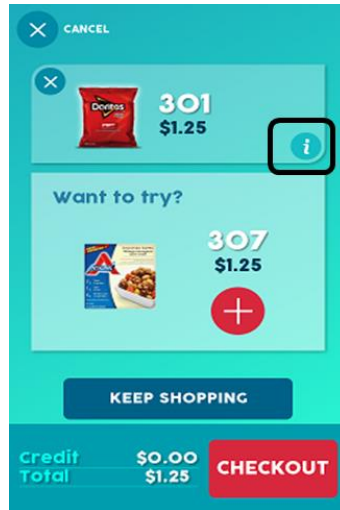 CANCEL
Doritos
301
$1.25
i
Want to try?
307
$1.25
KEEP SHOPPING
Credit $0.00
Total $1.25
CHECKOUT